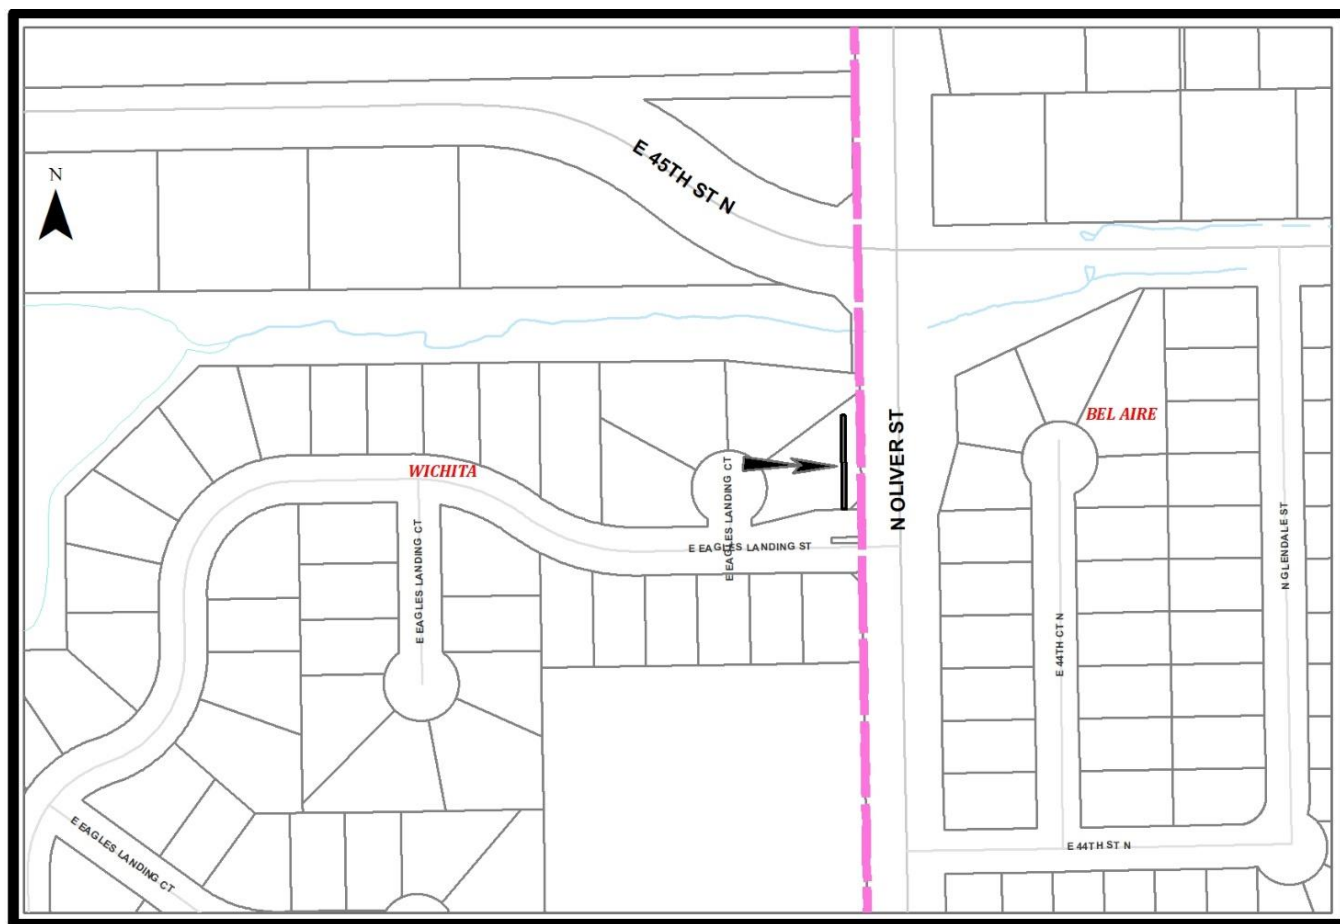 E 45TH ST N
N
BEL AIRE
N OLIVER ST
WICHITA
E EAGLES LANDING CT
E EAGLES LANDING ST
E EAGLES LANDING CT
N GLENDALE ST
E 44TH CT N
E 44TH ST N
E EAGLES LANDING CT